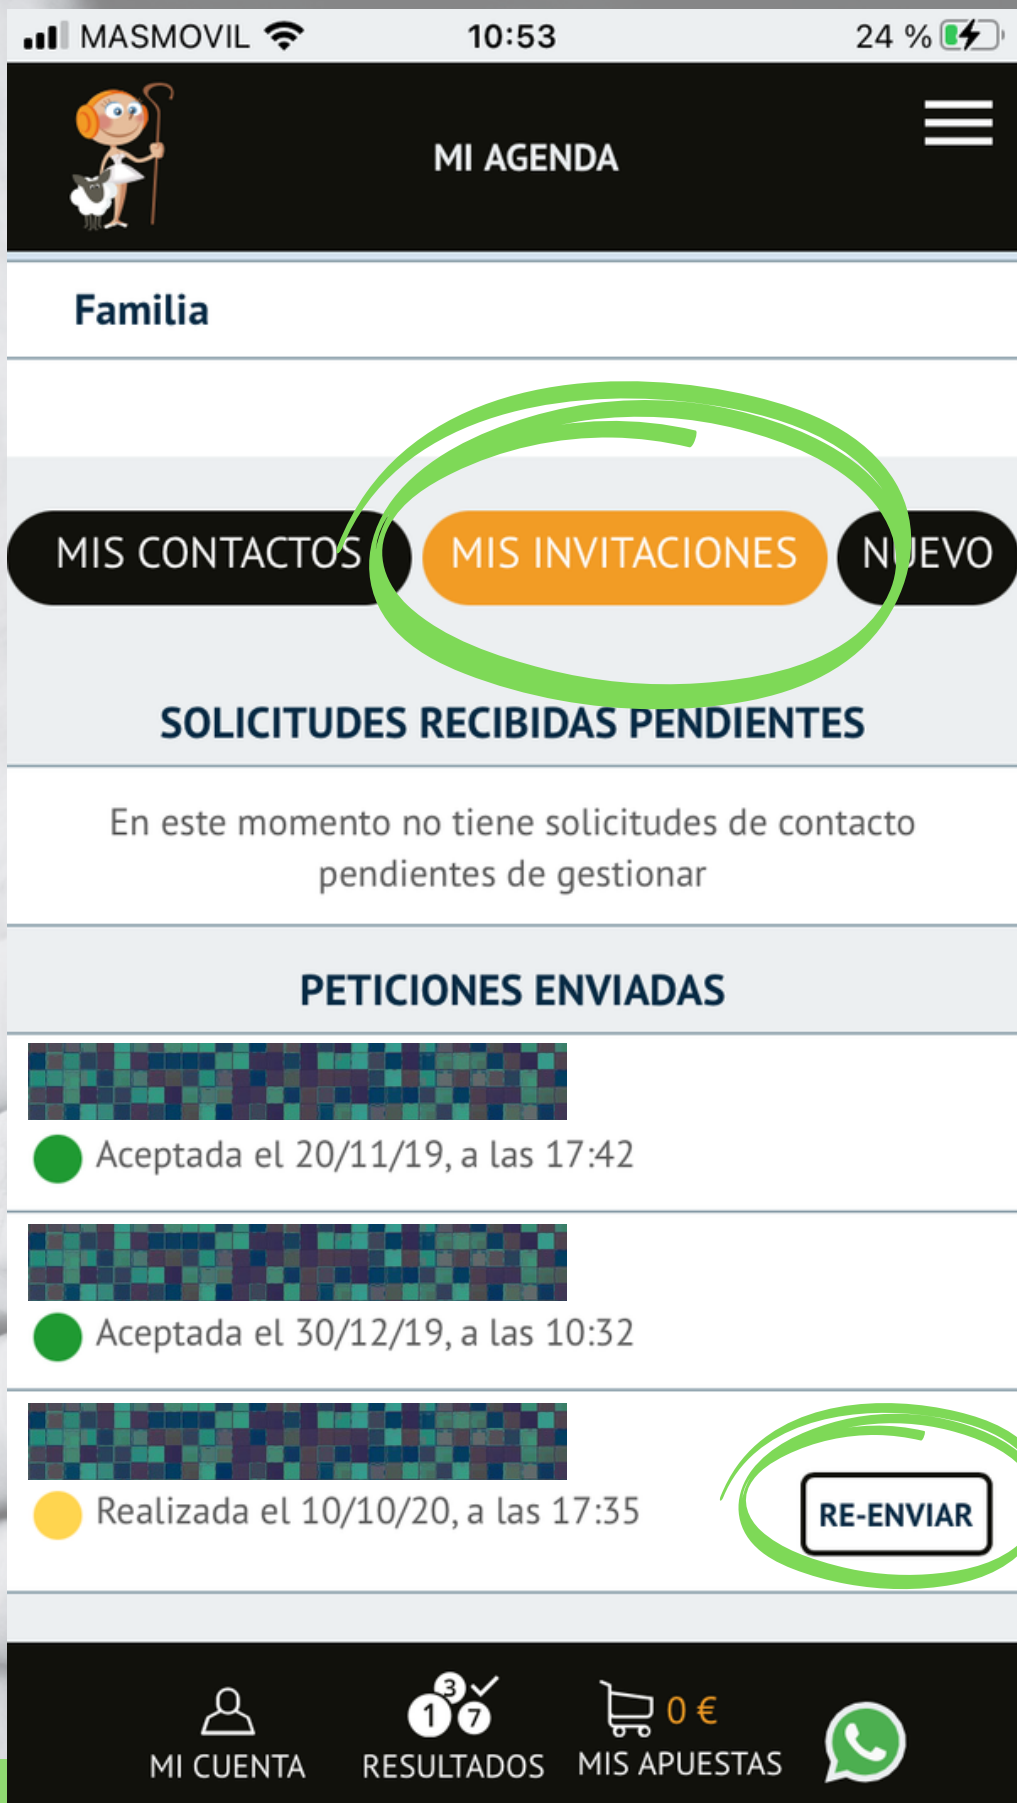 MASMOVIL 10:53 24 %
MI AGENDA
Familia
MIS CONTACTOS MIS INVITACIONES NUEVO
SOLICITUDES RECIBIDAS PENDIENTES
En este momento no tiene solicitudes de contacto
pendientes de gestionar
PETICIONES ENVIADAS
Aceptada el 20/11/19, a las 17:42
Aceptada el 30/12/19, a las 10:32
Realizada el 10/10/20, a las 17:35
RE-ENVIAR
3
1 7
0 €
MI CUENTA RESULTADOS MIS APUESTAS